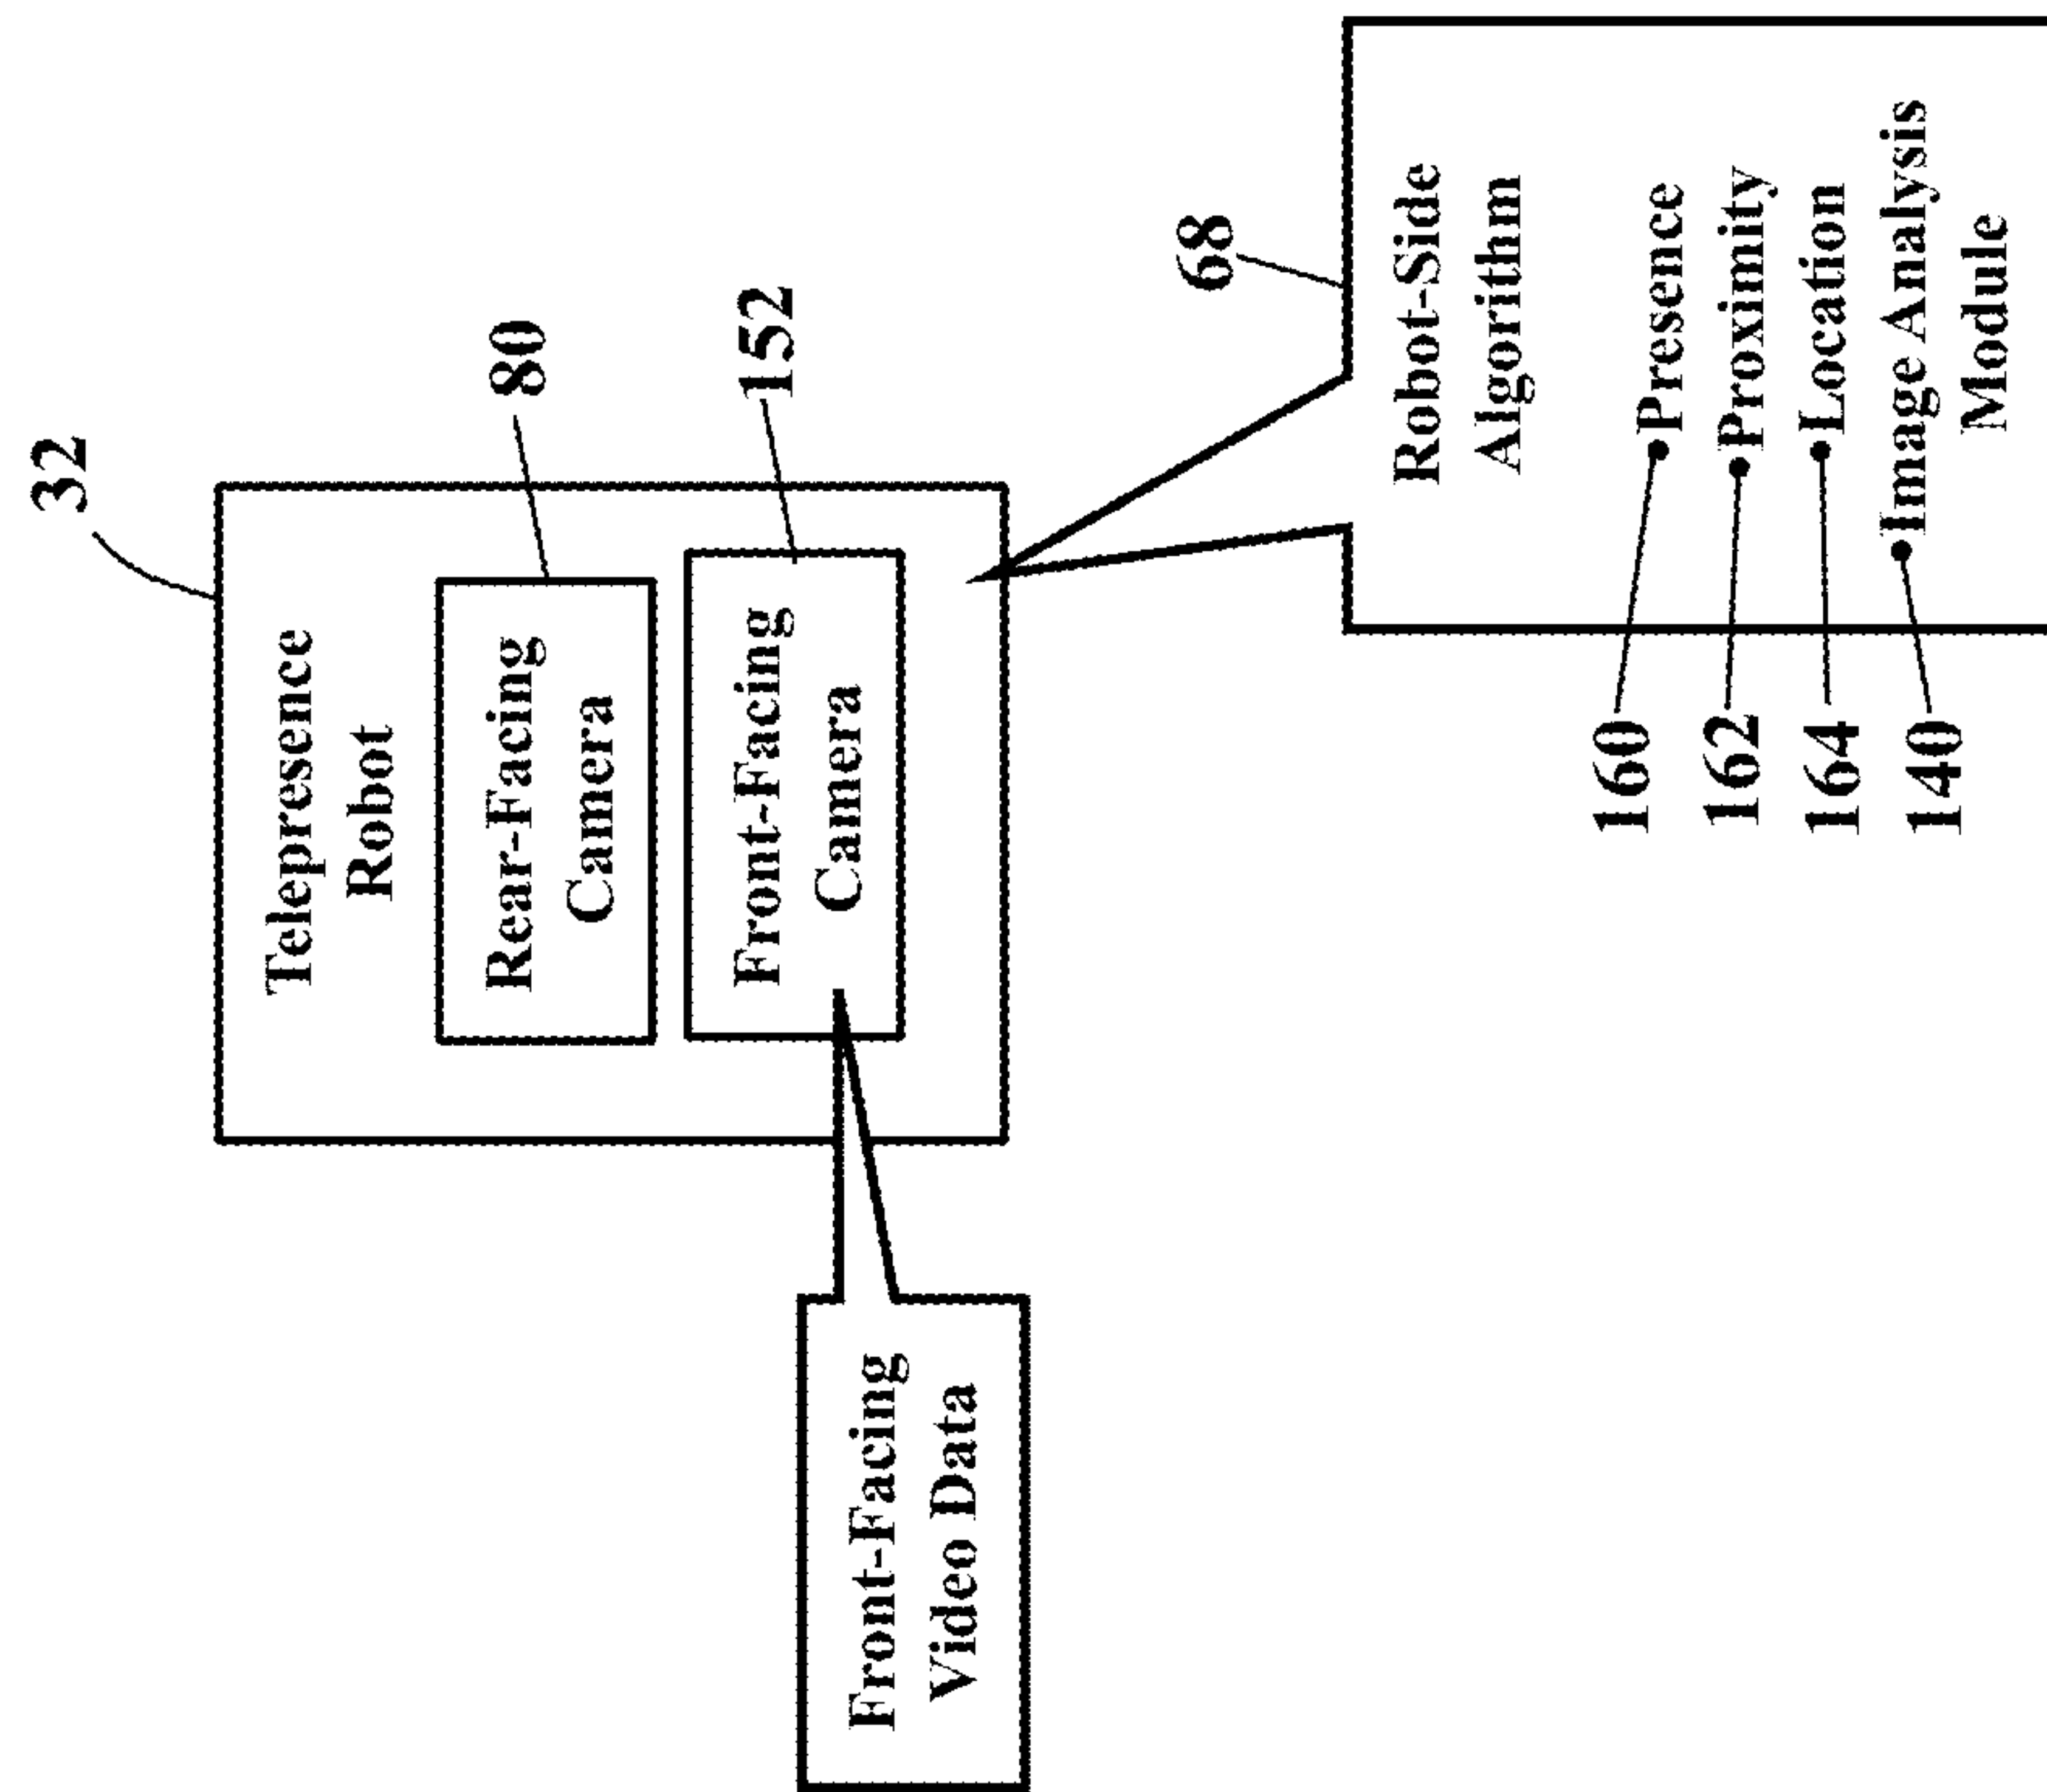 32
Telepresence
Robot
Rear-Facing
Camera
80
Front-Facing
Camera
152
Front-Facing
Video Data
68
Robot-Side
Algorithm
160
•Presence
162
•Proximity
164
•Location
140
•Image Analysis
Module